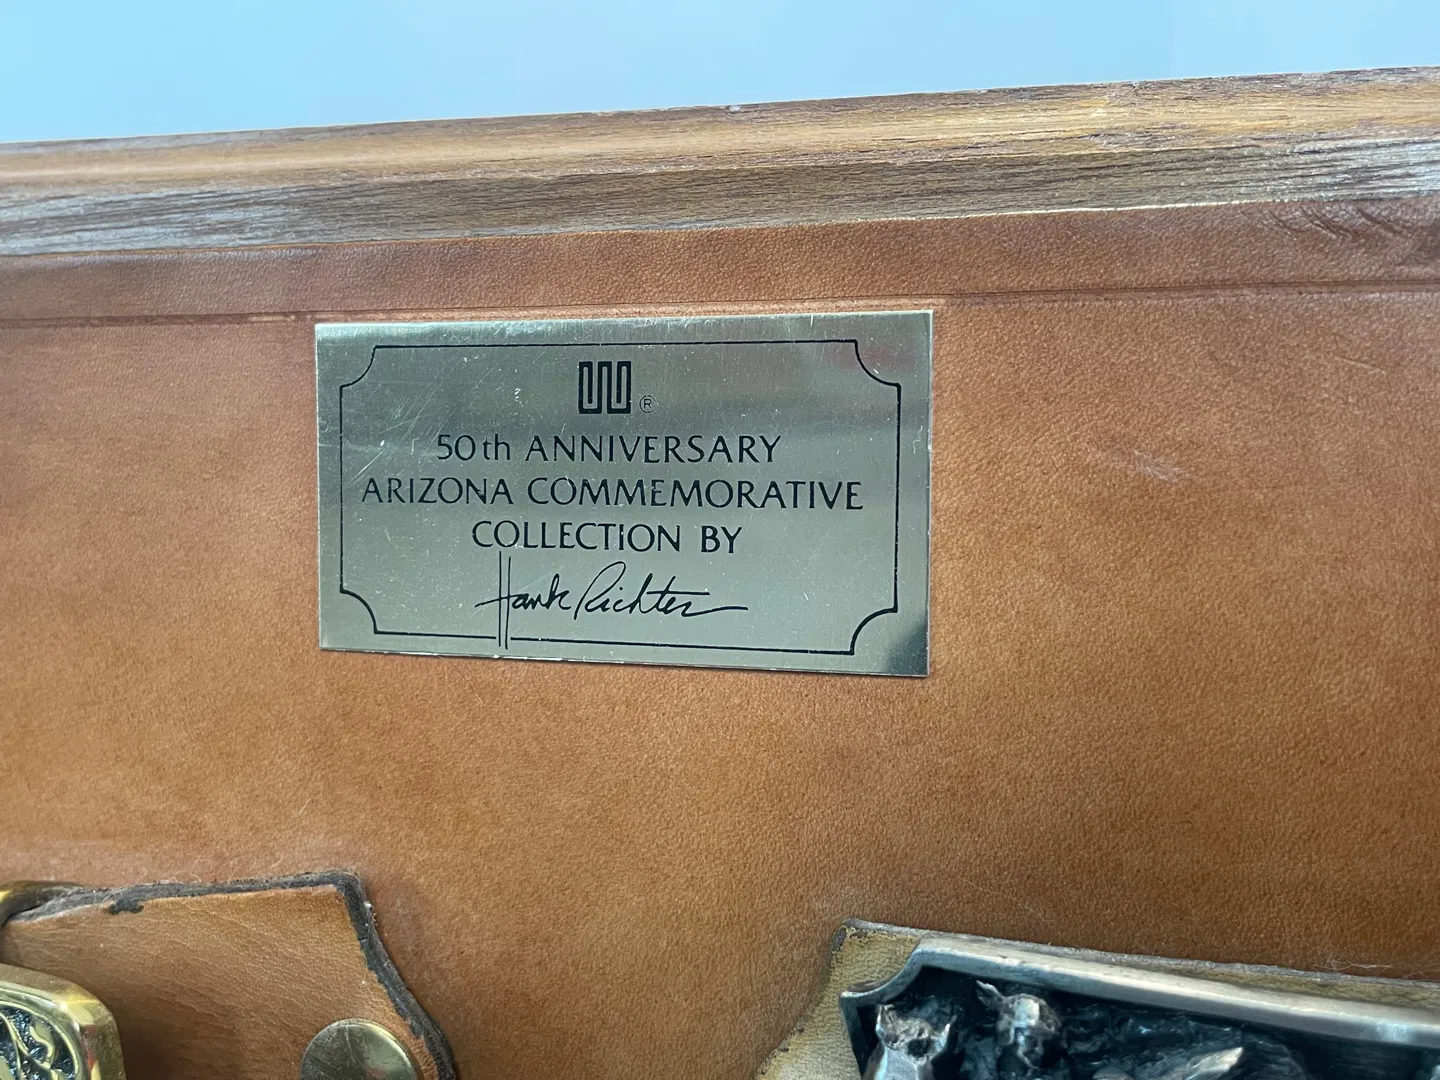 ®
50th ANNIVERSARY
ARIZONA COMMEMORATIVE
COLLECTION BY
Hank Richter